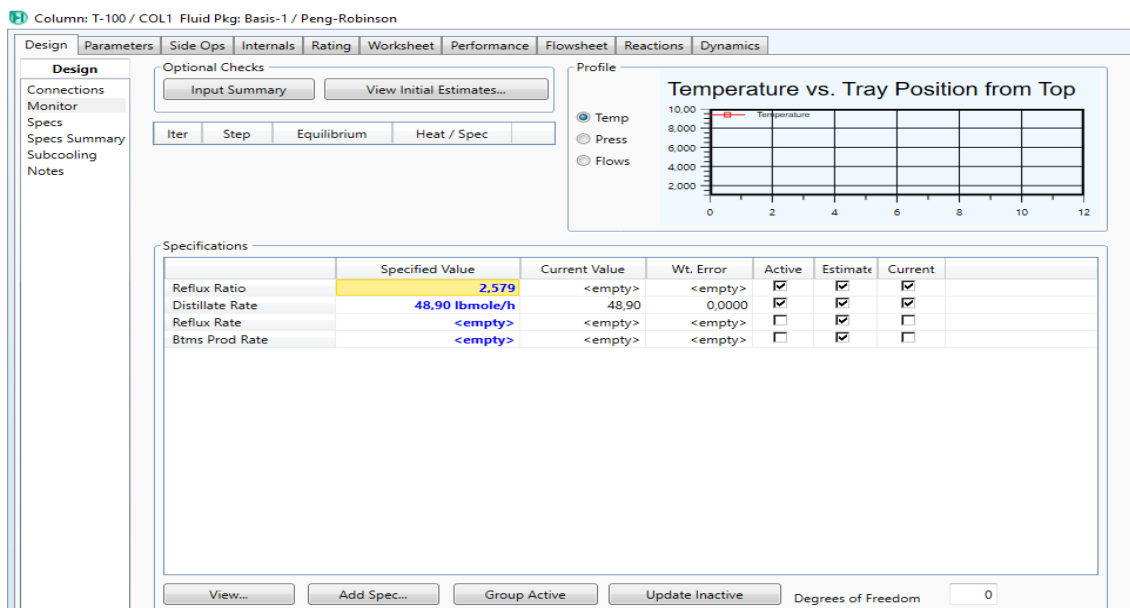 Column: T-100 / COL1 Fluid Pkg: Basis-1 / Peng-Robinson
Design Parameters Side Ops Internals Rating Worksheet Performance Flowsheet Reactions Dynamics
Design
Connections
Monitor
Specs
Specs Summary
Subcooling
Notes
Optional Checks
Input Summary View Initial Estimates...
Iter Step Equilibrium Heat / Spec
Profile
Temp
Press
Flows
Temperature vs. Tray Position from Top
Temperature
10,00
8,000
6,000
4,000
2,000
0 2 4 6 8 10 12
Specifications
Specified Value Current Value Wt. Error Active Estimate Current
Reflux Ratio 2,579 <empty> <empty>
Distillate Rate 48,90 lbmole/h 48,90 0,0000
Reflux Rate <empty> <empty> <empty>
Btms Prod Rate <empty> <empty> <empty>
View... Add Spec... Group Active Update Inactive Degrees of Freedom 0